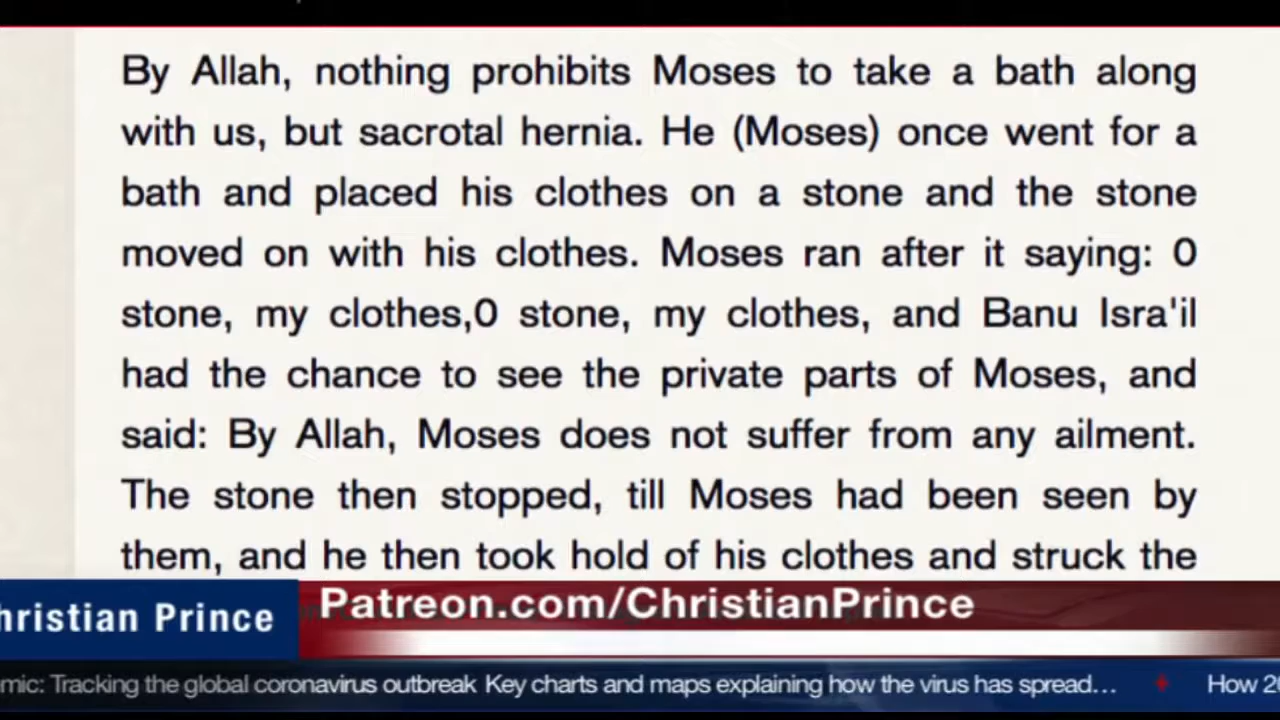 By Allah, nothing prohibits Moses to take a bath along
with us, but sacrotal hernia. He (Moses) once went for a
bath and placed his clothes on a stone and the stone
moved on with his clothes. Moses ran after it saying: 0
stone, my clothes,0 stone, my clothes, and Banu Isra'il
had the chance to see the private parts of Moses, and
said: By Allah, Moses does not suffer from any ailment.
The stone then stopped, till Moses had been seen by
them, and he then took hold of his clothes and struck the
hristian Prince
Patreon.com/ChristianPrince
mic: Tracking the global coronavirus outbreak Key charts and maps explaining how the virus has spread… How 20